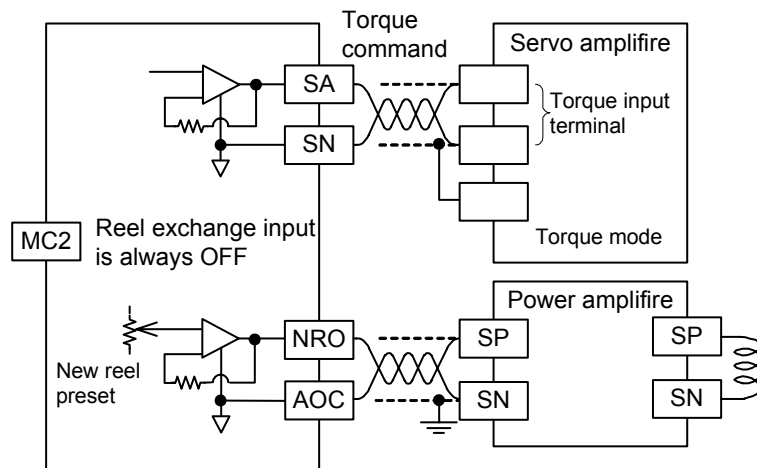 Torque
command
Servo amplifire
SA
Torque input
terminal
SN
MC2
Reel exchange input
is always OFF
Torque mode
Power amplifire
NRO
SP
SP
New reel
preset
AOC
SN
SN